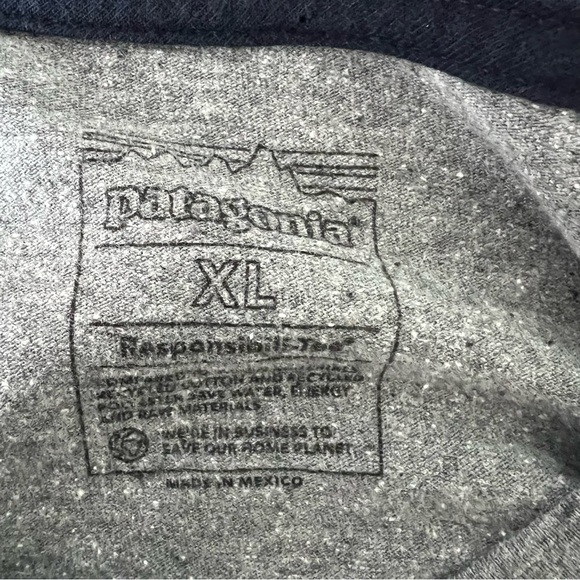 patagonia®
XL
Responsibili-Tee®
RECYCLED COTTON AND RECYCLED
POLYESTER SAVE WATER, ENERGY
AND RAW MATERIALS
WE'RE IN BUSINESS TO
SAVE OUR HOME PLANET
MADE IN MEXICO